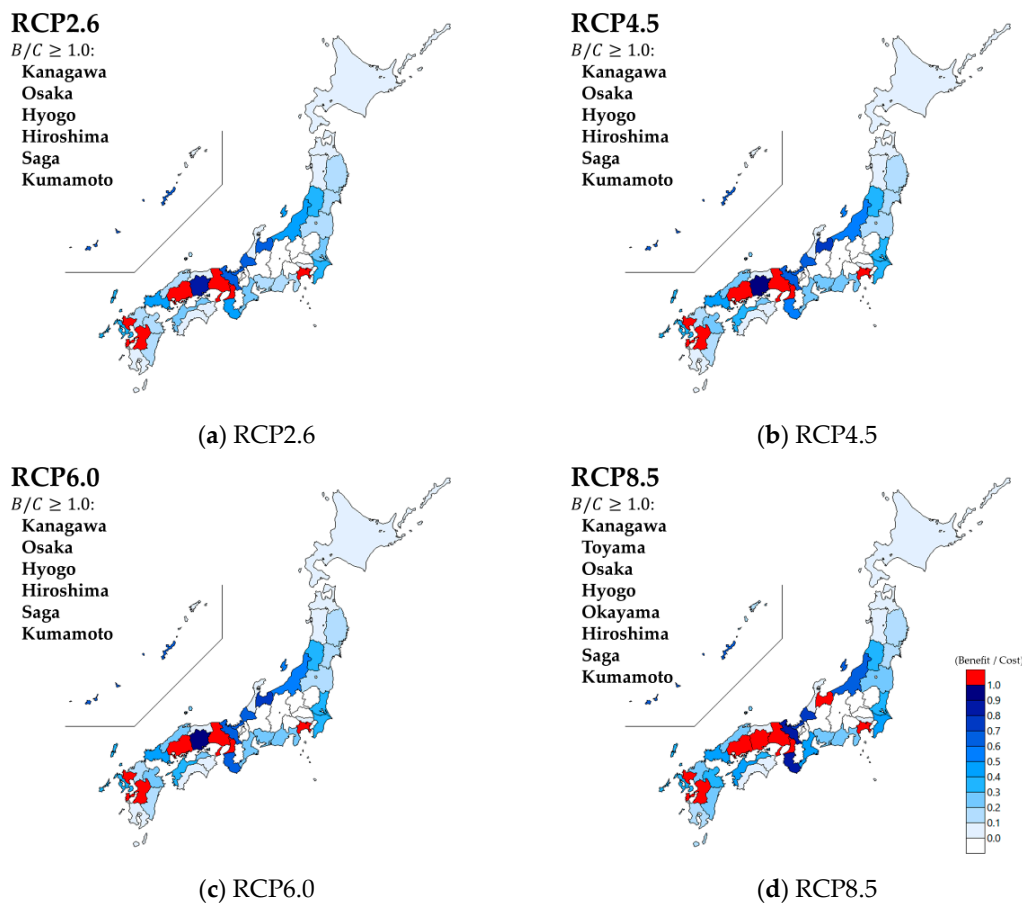 RCP2.6
B/C ≥ 1.0:
Kanagawa
Osaka
Hyogo
Hiroshima
Saga
Kumamoto
(a) RCP2.6
RCP4.5
B/C ≥ 1.0:
Kanagawa
Osaka
Hyogo
Hiroshima
Saga
Kumamoto
(b) RCP4.5
RCP6.0
B/C ≥ 1.0:
Kanagawa
Osaka
Hyogo
Hiroshima
Saga
Kumamoto
(c) RCP6.0
RCP8.5
B/C ≥ 1.0:
Kanagawa
Toyama
Osaka
Hyogo
Okayama
Hiroshima
Saga
Kumamoto
(Benefit / Cost)
1.0
0.9
0.8
0.7
0.6
0.5
0.4
0.3
0.2
0.1
0.0
(d) RCP8.5